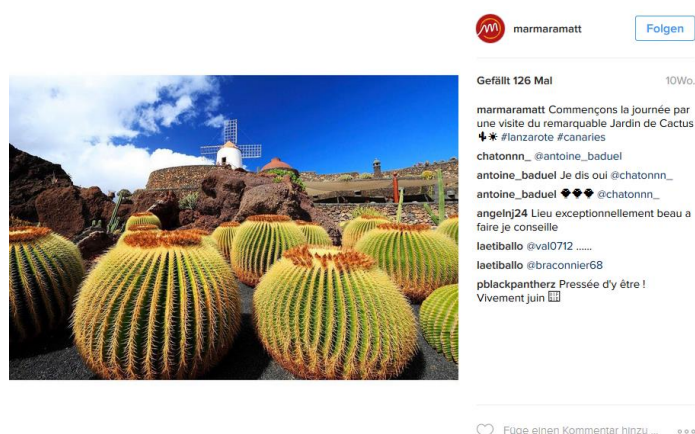 marmaramatt
Folgen
Gefällt 126 Mal
10Wo.
marmaramatt Commençons la journée par
une visite du remarquable Jardin de Cactus
🌵☀ #lanzarote #canaries
chatonnn_ @antoine_baduel
antoine_baduel Je dis oui @chatonnn_
antoine_baduel 🌹🌹🌹 @chatonnn_
angelnj24 Lieu exceptionnellement beau a
faire je conseille
laetiballo @val0712 ......
laetiballo @braconnier68
pblackpantherz Pressée d'y être !
Vivement juin
Füge einen Kommentar hinzu ...